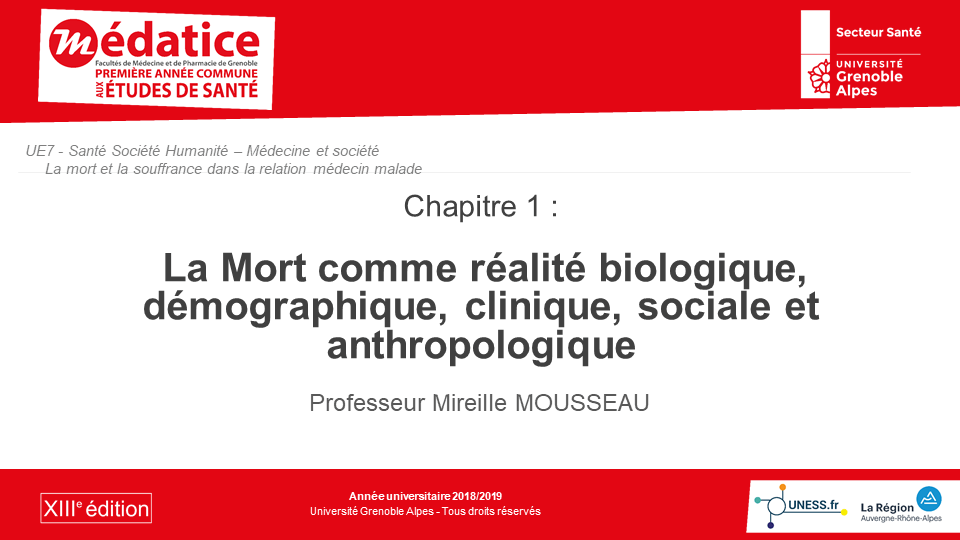 médatice
Facultés de Médecine et de Pharmacie de Grenoble
PREMIÈRE ANNÉE COMMUNE
AUX ÉTUDES DE SANTÉ
Secteur Santé
UNIVERSITÉ
Grenoble
Alpes
UE7 - Santé Société Humanité – Médecine et société
La mort et la souffrance dans la relation médecin malade
Chapitre 1 :
La Mort comme réalité biologique,
démographique, clinique, sociale et
anthropologique
Professeur Mireille MOUSSEAU
XIIIe édition
Année universitaire 2018/2019
Université Grenoble Alpes - Tous droits réservés
UNESS.fr
La Région
Auvergne-Rhône-Alpes